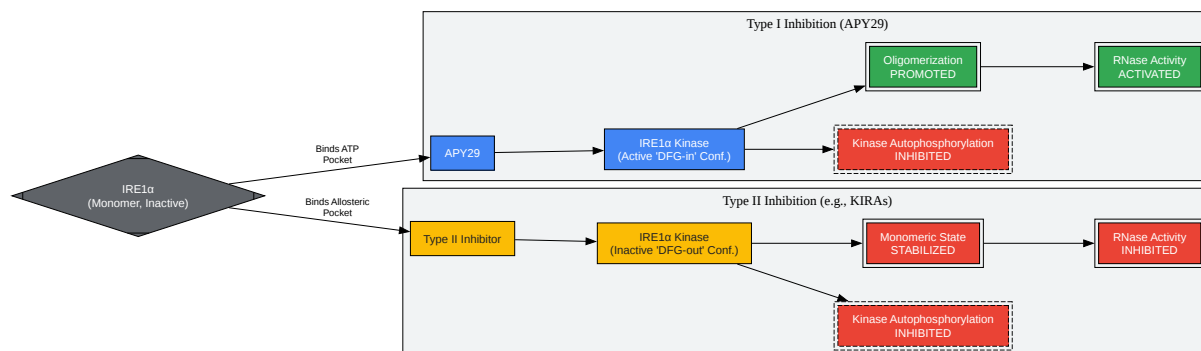 Type I Inhibition (APY29)
Oligomerization
PROMOTED
RNase Activity
ACTIVATED
Binds ATP
Pocket
APY29
IRE1α Kinase
(Active 'DFG-in' Conf.)
Kinase Autophosphorylation
INHIBITED
IRE1α
(Monomer, Inactive)
Binds Allosteric
Pocket
Type II Inhibition (e.g., KIRAs)
Type II Inhibitor
IRE1α Kinase
(Inactive 'DFG-out' Conf.)
Monomeric State
STABILIZED
RNase Activity
INHIBITED
Kinase Autophosphorylation
INHIBITED